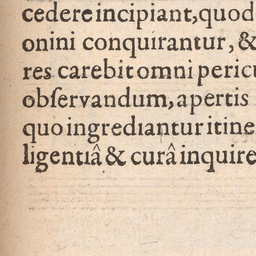 cedere incipiant, quod
onini conquirantur, &
res carebit omni pericu
obſervandum, apertis
quo ingrediantur itine
ligentiâ & curâ inquire